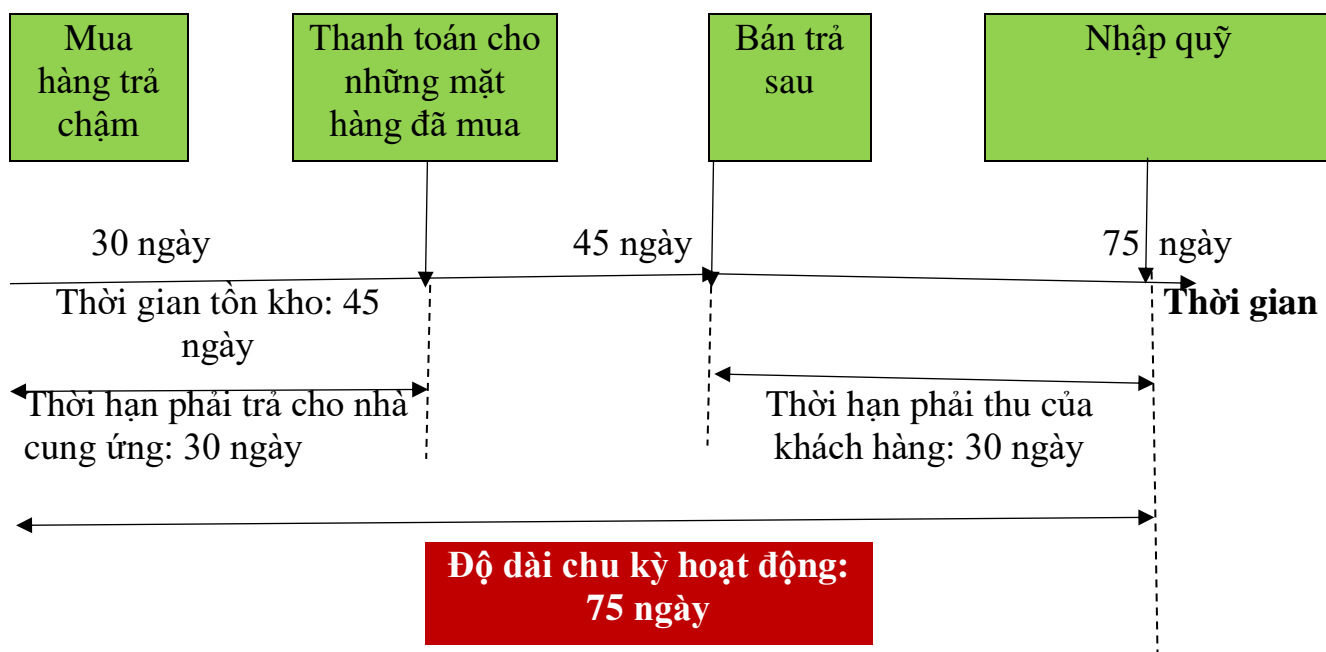 Mua
hàng trả
chậm
Thanh toán cho
những mặt
hàng đã mua
Bán trả
sau
Nhập quỹ
30 ngày
45 ngày
75 ngày
Thời gian tồn kho: 45
ngày
Thời gian
Thời hạn phải trả cho nhà
cung ứng: 30 ngày
Thời hạn phải thu của
khách hàng: 30 ngày
Độ dài chu kỳ hoạt động:
75 ngày